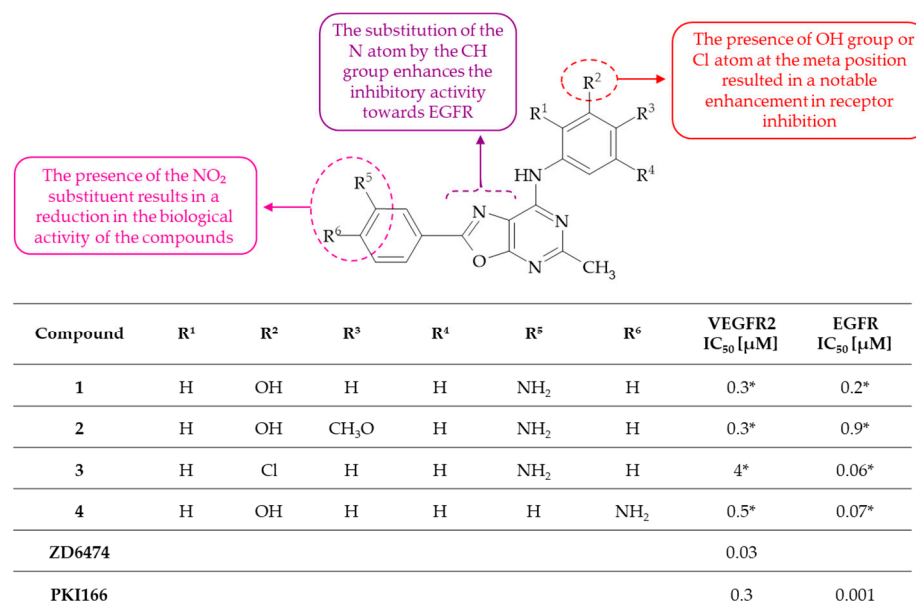 The substitution of the
N atom by the CH
group enhances the
inhibitory activity
towards EGFR
The presence of OH group or
Cl atom at the meta position
resulted in a notable
enhancement in receptor
inhibition
The presence of the NO₂
substituent results in a
reduction in the biological
activity of the compounds
R¹
R²
R³
R⁴
HN
R⁵
R⁶
N
N
O
N
CH₃
Compound R¹ R² R³ R⁴ R⁵ R⁶ VEGFR2 IC₅₀ [µM] EGFR IC₅₀ [µM]
1 H OH H H NH₂ H 0.3* 0.2*
2 H OH CH₃O H NH₂ H 0.3* 0.9*
3 H Cl H H NH₂ H 4* 0.06*
4 H OH H H H NH₂ 0.5* 0.07*
ZD6474 0.03
PKI166 0.3 0.001